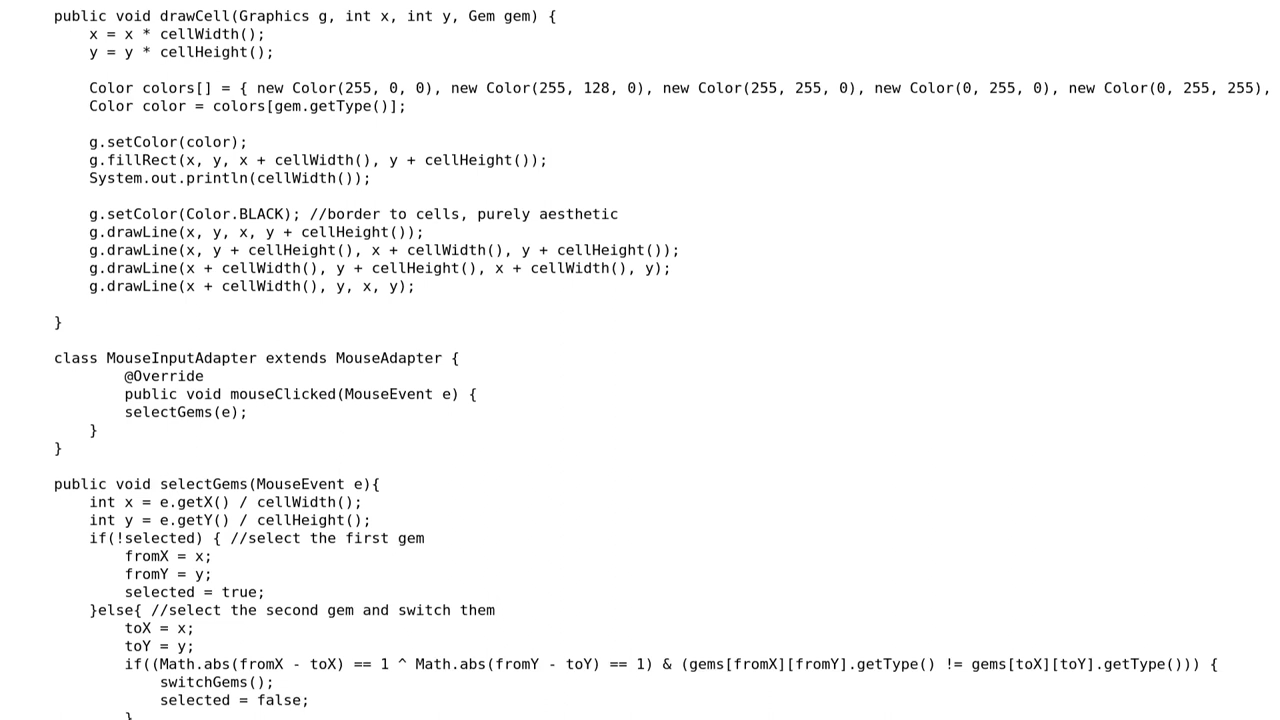 public void drawCell(Graphics g, int x, int y, Gem gem) {
x = x * cellWidth();
y = y * cellHeight();
Color colors[] = { new Color(255, 0, 0), new Color(255, 128, 0), new Color(255, 255, 0), new Color(0, 255, 0), new Color(0, 255, 255),
Color color = colors[gem.getType()];
g.setColor(color);
g.fillRect(x, y, x + cellWidth(), y + cellHeight());
System.out.println(cellWidth());
g.setColor(Color.BLACK); //border to cells, purely aesthetic
g.drawLine(x, y, x, y + cellHeight());
g.drawLine(x, y + cellHeight(), x + cellWidth(), y + cellHeight());
g.drawLine(x + cellWidth(), y + cellHeight(), x + cellWidth(), y);
g.drawLine(x + cellWidth(), y, x, y);
}
class MouseInputAdapter extends MouseAdapter {
@Override
public void mouseClicked(MouseEvent e) {
selectGems(e);
}
}
public void selectGems(MouseEvent e){
int x = e.getX() / cellWidth();
int y = e.getY() / cellHeight();
if(!selected) { //select the first gem
fromX = x;
fromY = y;
selected = true;
}else{ //select the second gem and switch them
toX = x;
toY = y;
if((Math.abs(fromX - toX) == 1 ^ Math.abs(fromY - toY) == 1) & (gems[fromX][fromY].getType() != gems[toX][toY].getType())) {
switchGems();
selected = false;
}